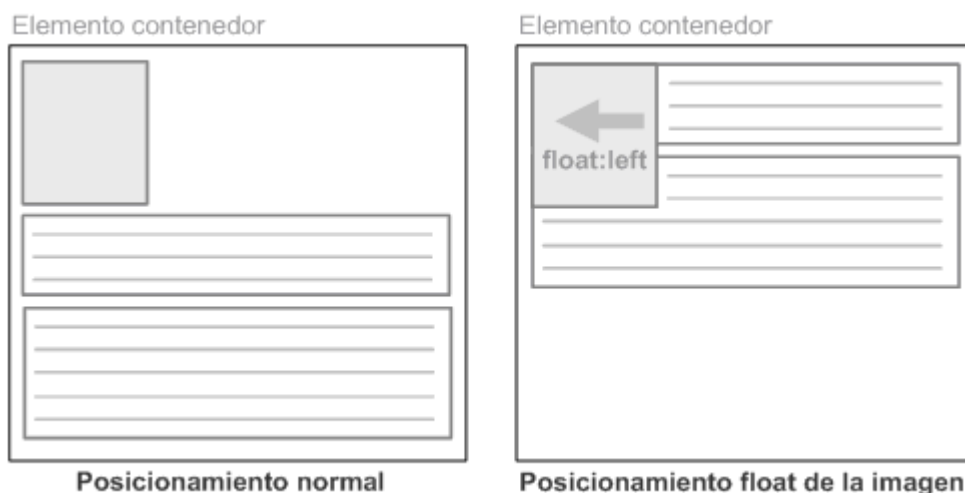 Elemento contenedor
Elemento contenedor
float:left
Posicionamiento normal
Posicionamiento float de la imagen